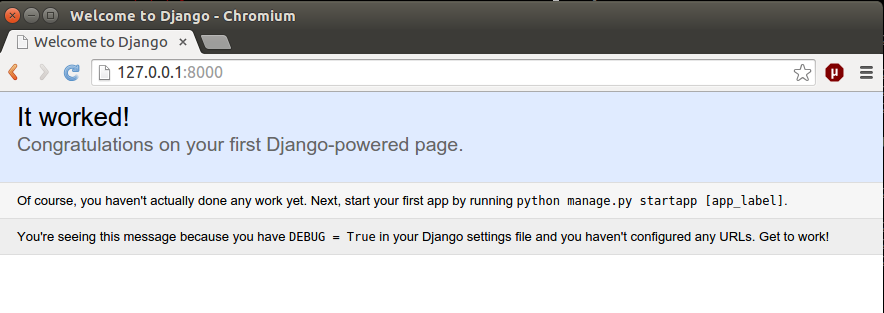 Welcome to Django - Chromium
Welcome to Django
127.0.0.1:8000
It worked!
Congratulations on your first Django-powered page.
Of course, you haven't actually done any work yet. Next, start your first app by running python manage.py startapp [app_label].
You're seeing this message because you have DEBUG = True in your Django settings file and you haven't configured any URLs. Get to work!